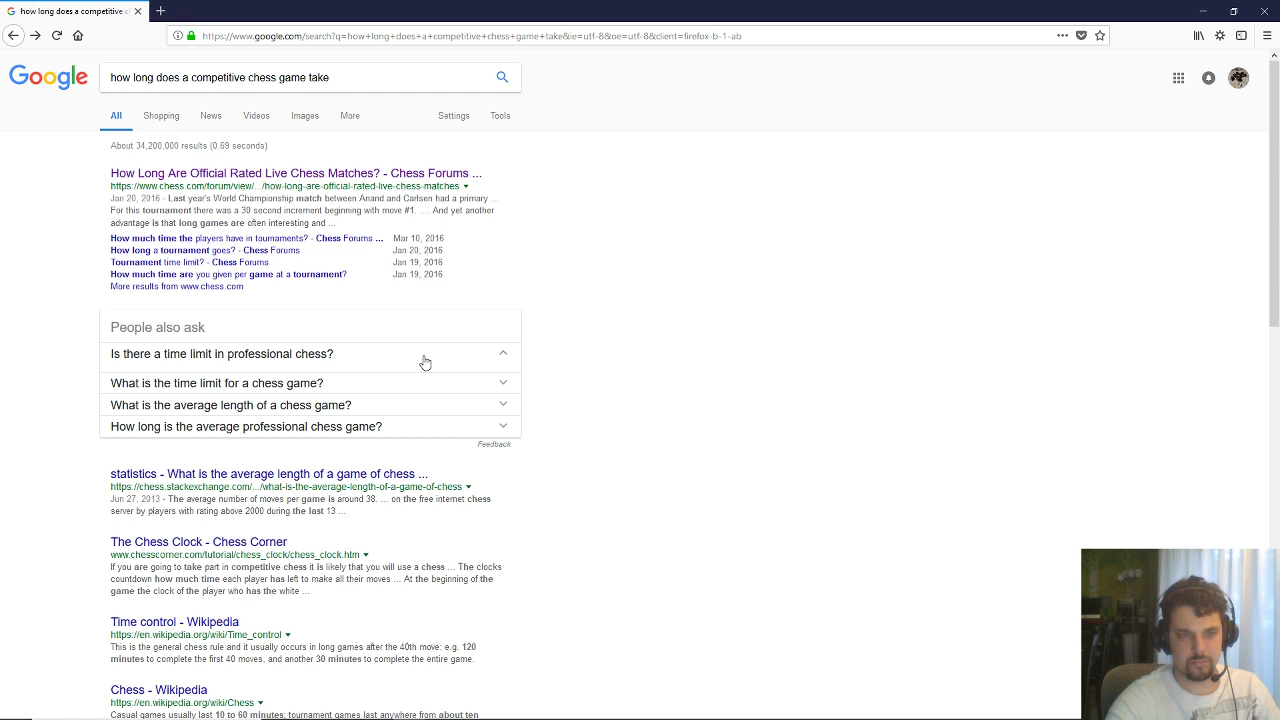 how long does a competitive c
https://www.google.com/search?q=how+long+does+a+competitive+chess+game+take&ie=utf-8&oe=utf-8&client=firefox-b-1-ab
Google
how long does a competitive chess game take
All Shopping News Videos Images More Settings Tools
About 34,200,000 results (0.69 seconds)
How Long Are Official Rated Live Chess Matches? - Chess Forums ...
https://www.chess.com/forum/view/.../how-long-are-official-rated-live-chess-matches
Jan 20, 2016 - Last year's World Championship match between Anand and Carlsen had a primary ...
For this tournament there was a 30 second increment beginning with move #1. .... And yet another
advantage is that long games are often interesting and ...
How much time the players have in tournaments? - Chess Forums ... Mar 10, 2016
How long a tournament goes? - Chess Forums Jan 20, 2016
Tournament time limit? - Chess Forums Jan 19, 2016
How much time are you given per game at a tournament? Jan 19, 2016
More results from www.chess.com
People also ask
Is there a time limit in professional chess?
What is the time limit for a chess game?
What is the average length of a chess game?
How long is the average professional chess game?
Feedback
statistics - What is the average length of a game of chess ...
https://chess.stackexchange.com/.../what-is-the-average-length-of-a-game-of-chess
Jun 27, 2013 - The average number of moves per game is around 38. ... on the free internet chess
server by players with rating above 2000 during the last 13 ...
The Chess Clock - Chess Corner
www.chesscorner.com/tutorial/chess_clock/chess_clock.htm
If you are going to take part in competitive chess it is likely that you will use a chess ... The clocks
countdown how much time each player has left to make all their moves ... At the beginning of the
game the clock of the player who has the white ...
Time control - Wikipedia
https://en.wikipedia.org/wiki/Time_control
This is the general chess rule and it usually occurs in long games after the 40th move: e.g. 120
minutes to complete the first 40 moves, and another 30 minutes to complete the entire game.
Chess - Wikipedia
https://en.wikipedia.org/wiki/Chess
Casual games usually last 10 to 60 minutes; tournament games last anywhere from about ten